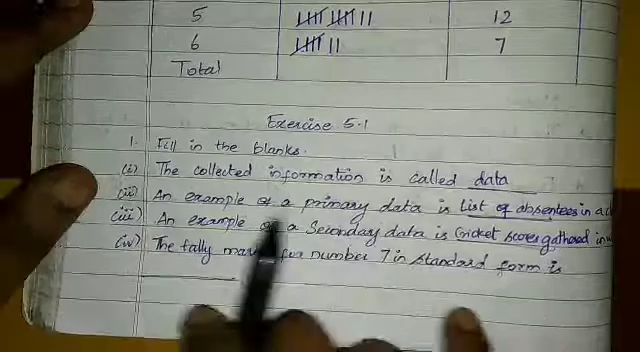 5 12
6 7
Total
Exercise 5.1
1. Fill in the blanks.
(i) The collected information is called data
(ii) An example of a primary data is List of absentees in a
(iii) An example of a Secondary data is Cricket scores gathered in
(iv) The tally for number 7 in standard form is